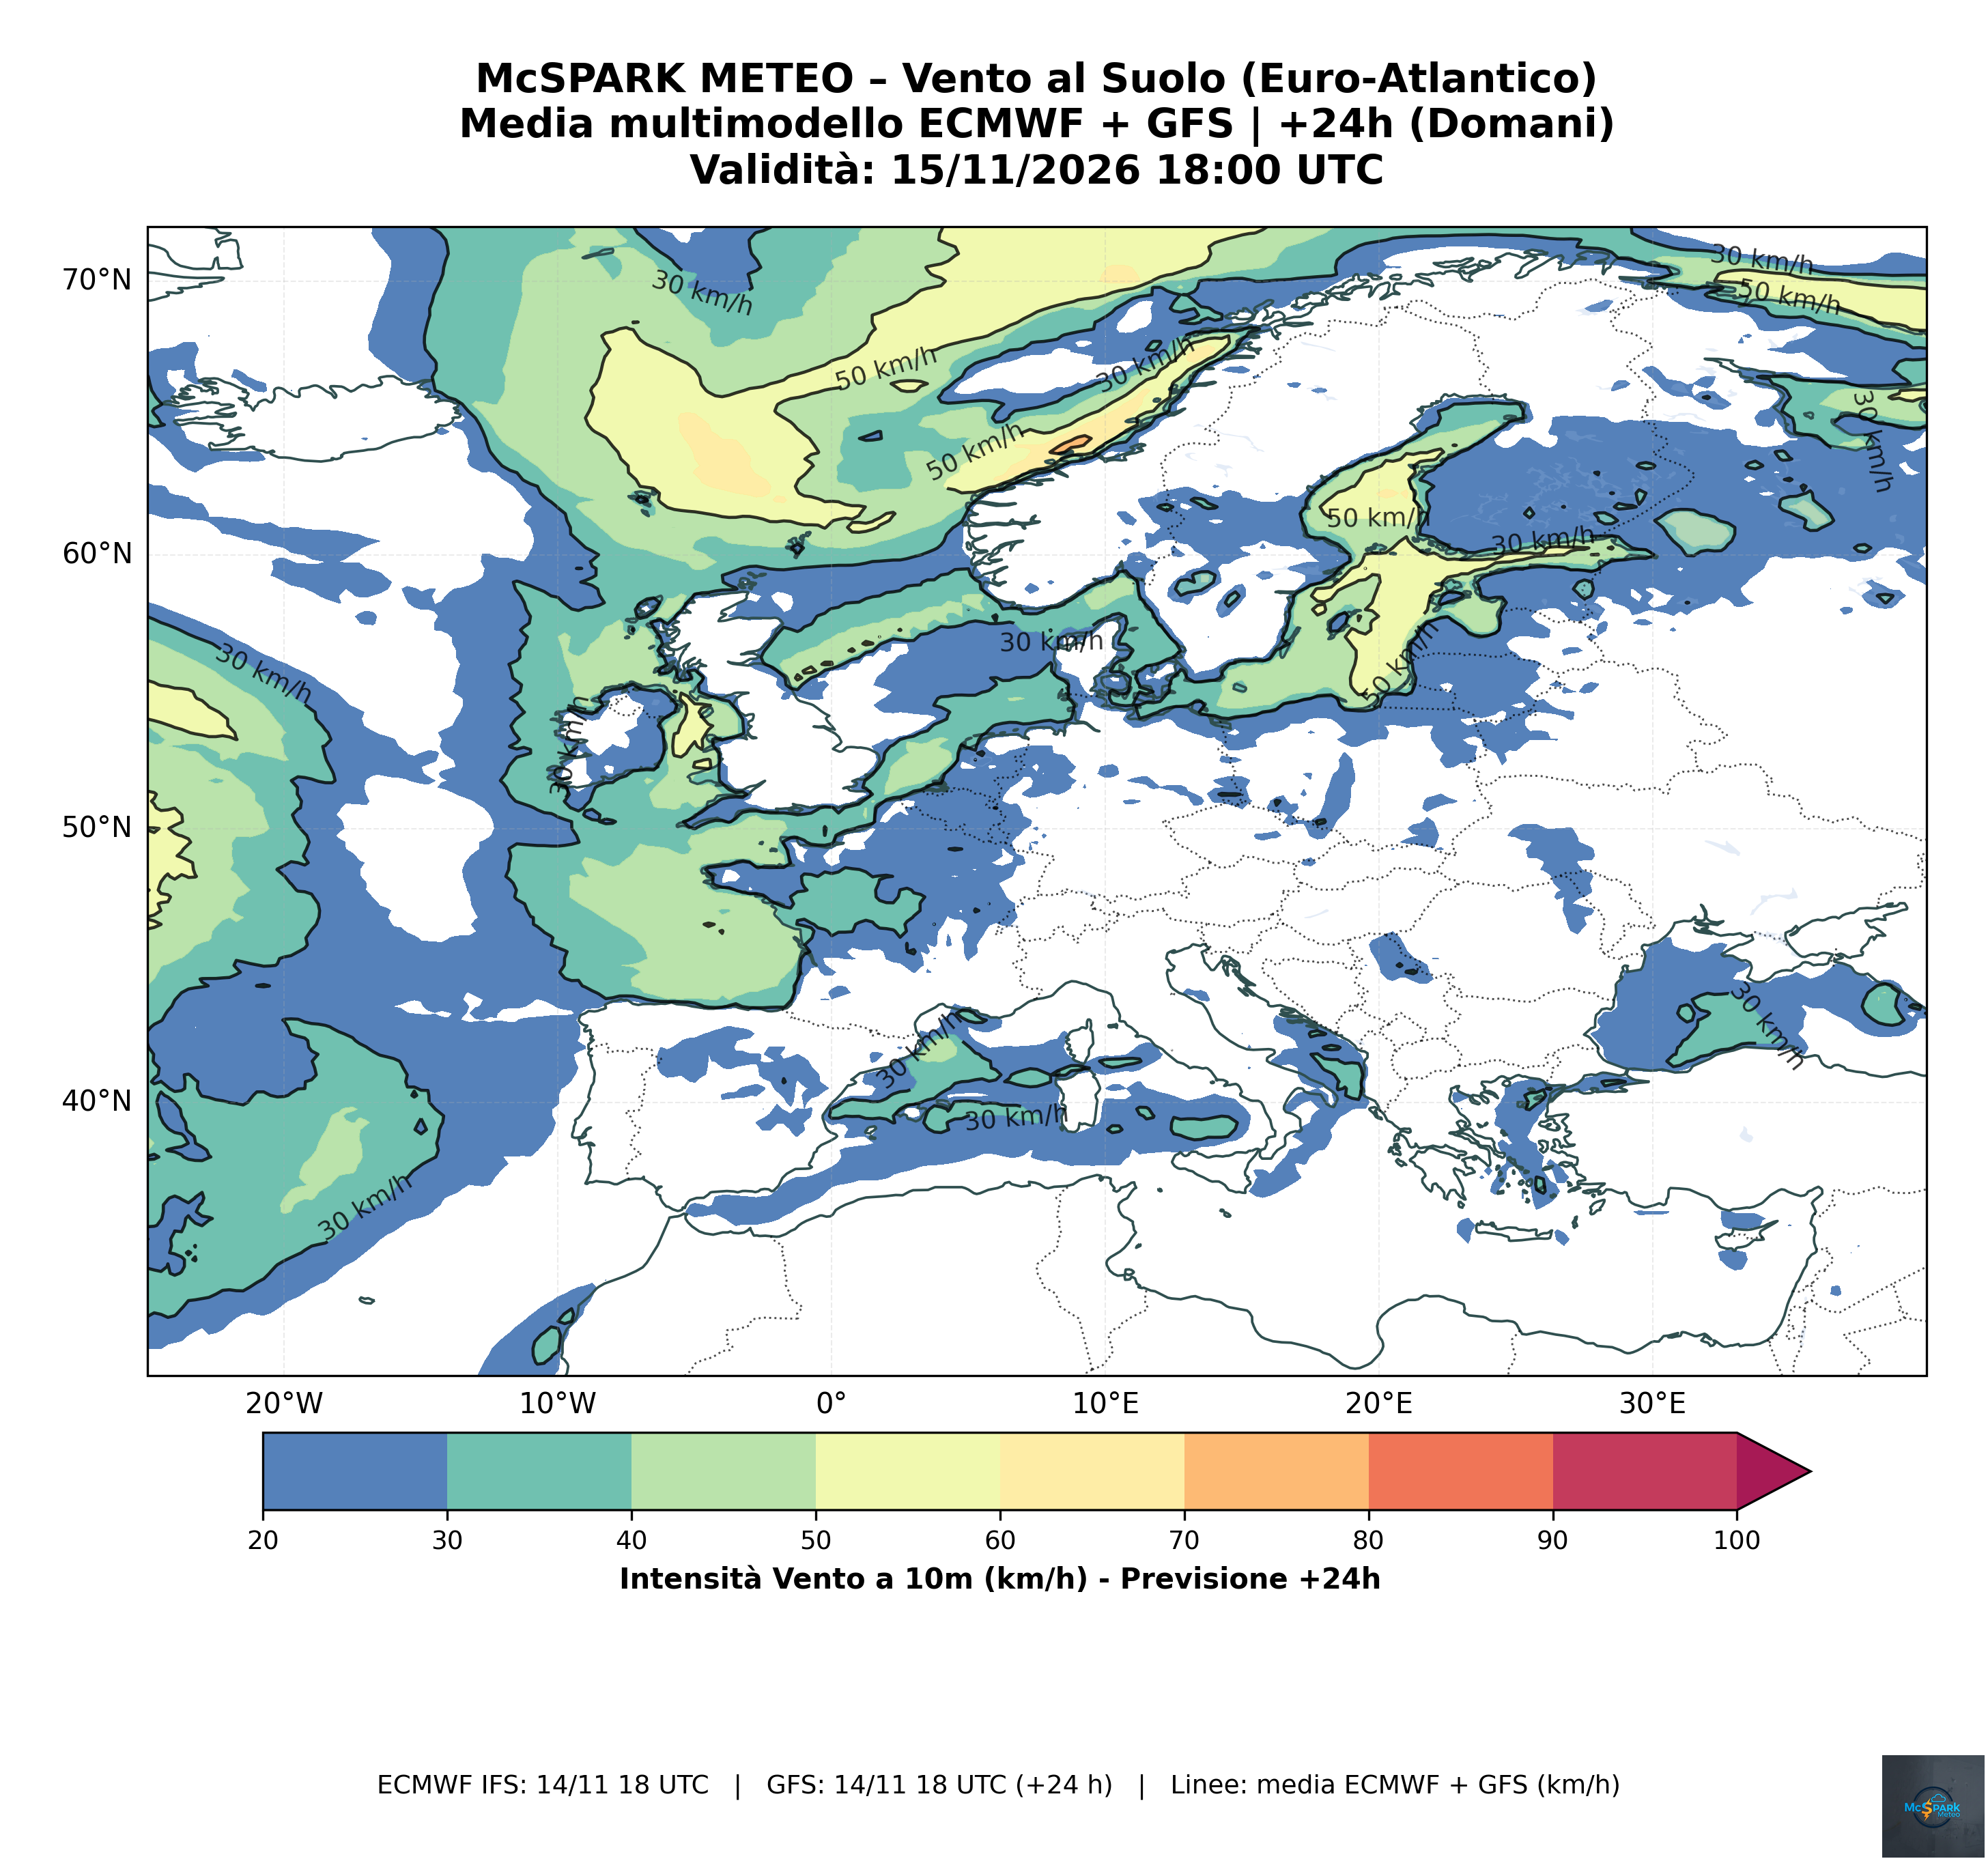 McSPARK METEO – Vento al Suolo (Euro-Atlantico)
Media multimodello ECMWF + GFS | +24h (Domani)
Validità: 15/11/2026 18:00 UTC
70°N
60°N
50°N
40°N
30 km/h
30 km/h
50 km/h
50 km/h
30 km/h
50 km/h
30 km/h
50 km/h
30 km/h
30 km/h
30 km/h
50 km/h
30 km/h
30 km/h
30 km/h
30 km/h
30 km/h
30 km/h
20°W
10°W
0°
10°E
20°E
30°E
20
30
40
50
60
70
80
90
100
Intensità Vento a 10m (km/h) - Previsione +24h
ECMWF IFS: 14/11 18 UTC | GFS: 14/11 18 UTC (+24 h) | Linee: media ECMWF + GFS (km/h)
McSPARK
Meteo